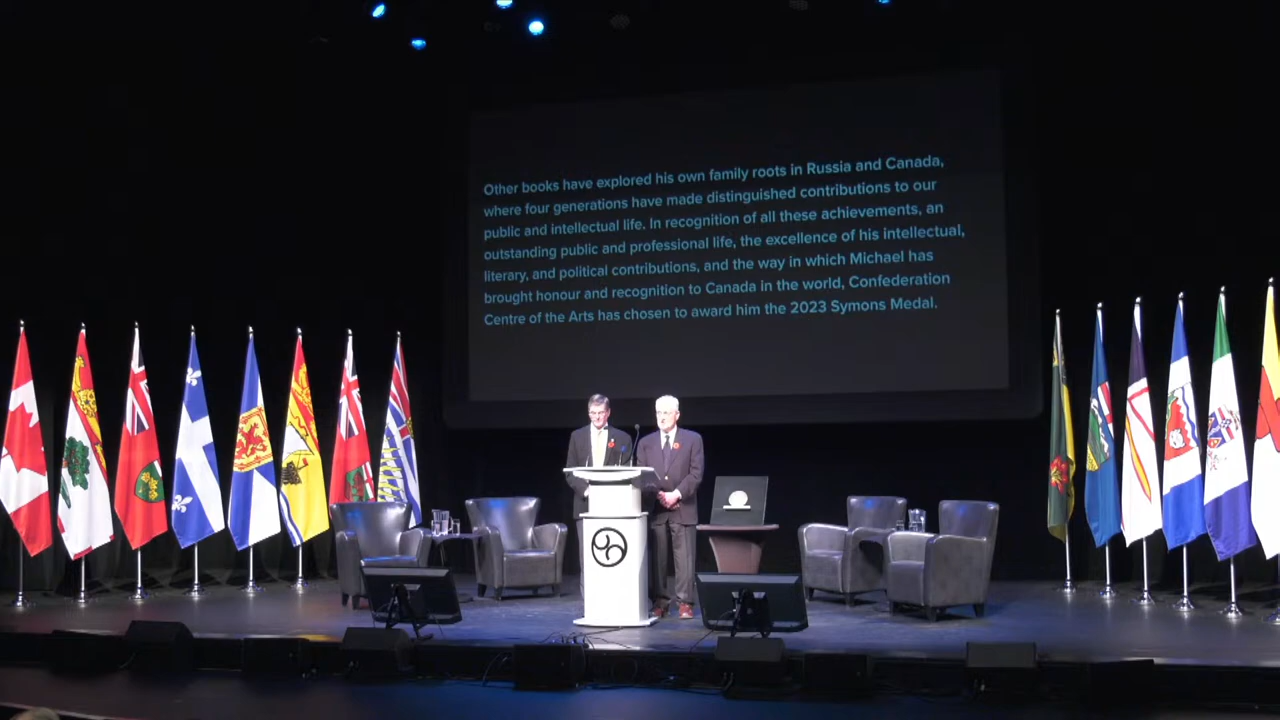 Other books have explored his own family roots in Russia and Canada,
where four generations have made distinguished contributions to our
public and intellectual life. In recognition of all these achievements, an
outstanding public and professional life, the excellence of his intellectual,
literary, and political contributions, and the way in which Michael has
brought honour and recognition to Canada in the world, Confederation
Centre of the Arts has chosen to award him the 2023 Symons Medal.